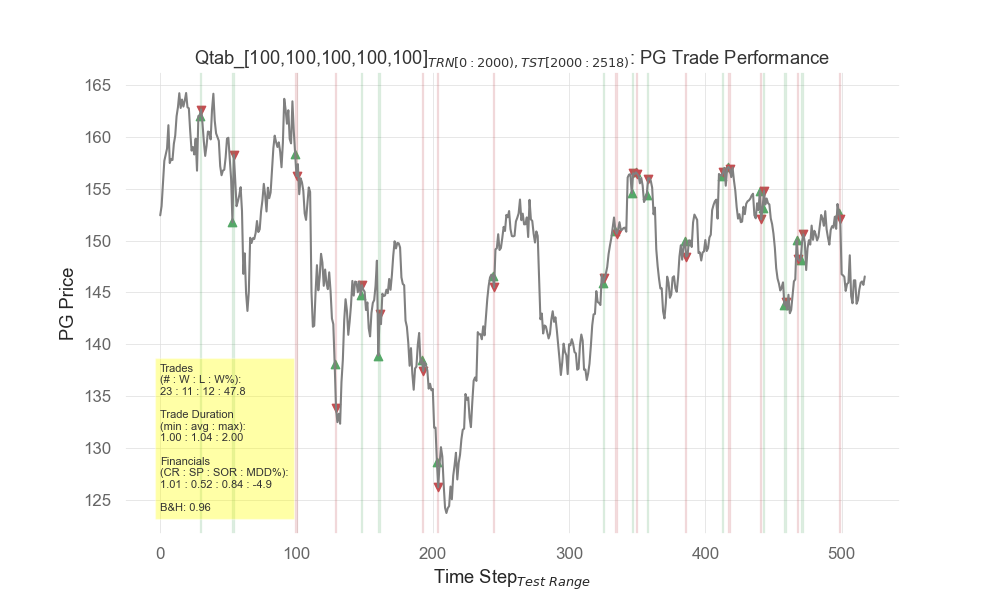 Qtab_[100,100,100,100,100]TRN[0:2000),TST[2000:2518): PG Trade Performance
165
160
155
150
145
140
135
130
125
PG Price
Trades
(# : W : L : W%):
23 : 11 : 12 : 47.8
Trade Duration
(min : avg : max):
1.00 : 1.04 : 2.00
Financials
(CR : SP : SOR : MDD%):
1.01 : 0.52 : 0.84 : -4.9
B&H: 0.96
0 100 200 300 400 500
Time Step Test Range